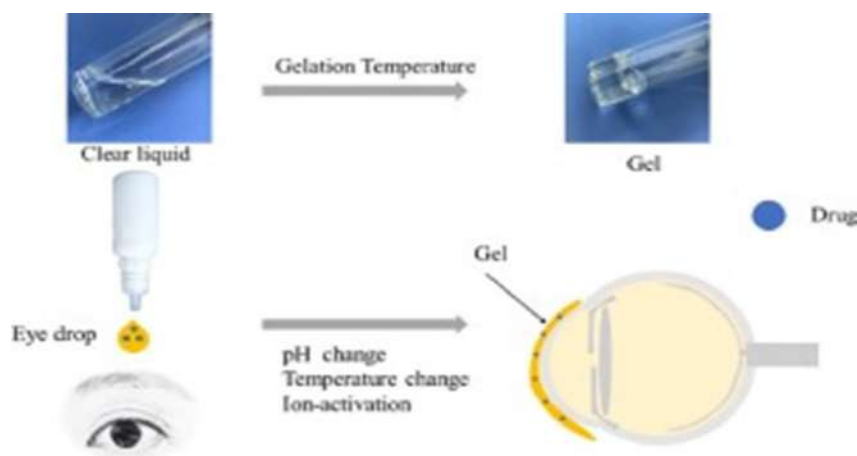 Gelation Temperature
Clear liquid
Gel
Drug
Gel
Eye drop
pH change
Temperature change
Ion-activation